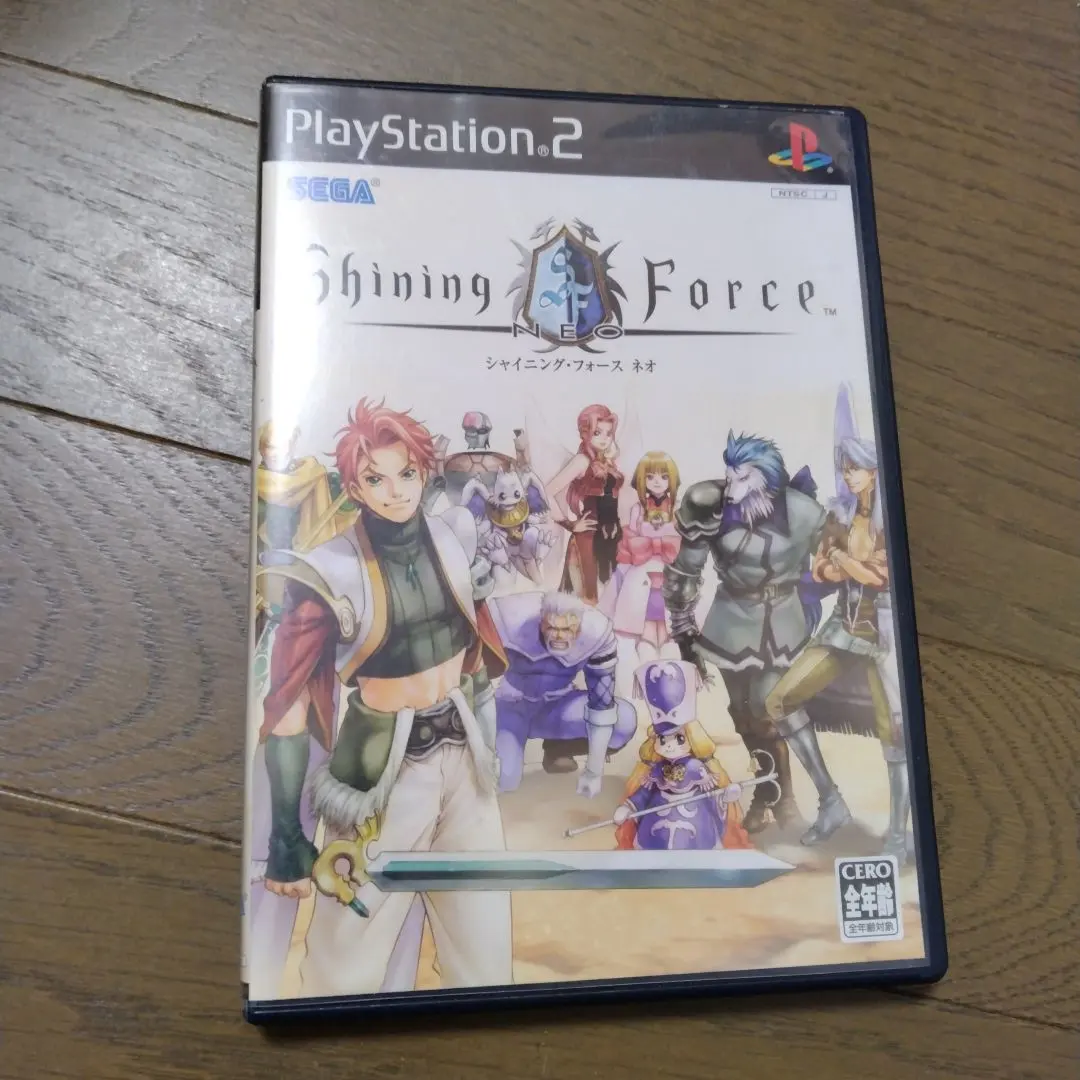 PlayStation®2
SEGA®
NTSC J
Shining Force™
NEO
シャイニング・フォース ネオ
CERO
全年齢
全年齢対象